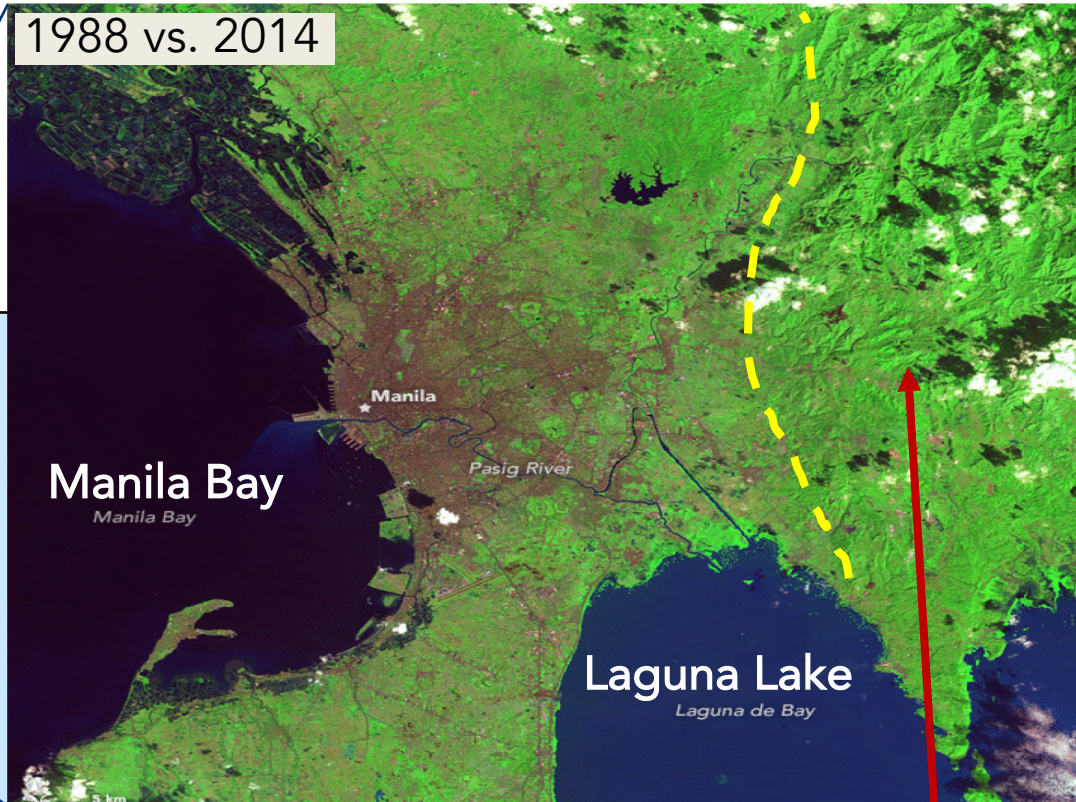 1988 vs. 2014
Manila
Pasig River
Manila Bay
Manila Bay
Laguna Lake
Laguna de Bay
5 km